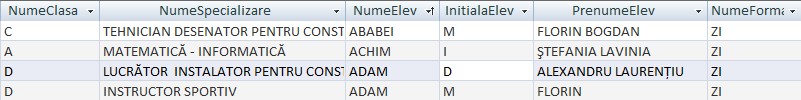 NumeClasa NumeSpecializare NumeElev InitialaElev PrenumeElev NumeForma
C TEHNICIAN DESENATOR PENTRU CONST ABABEI M FLORIN BOGDAN ZI
A MATEMATICĂ - INFORMATICĂ ACHIM I ŞTEFANIA LAVINIA ZI
D LUCRĂTOR INSTALATOR PENTRU CONST ADAM D ALEXANDRU LAURENȚIU ZI
D INSTRUCTOR SPORTIV ADAM M FLORIN ZI